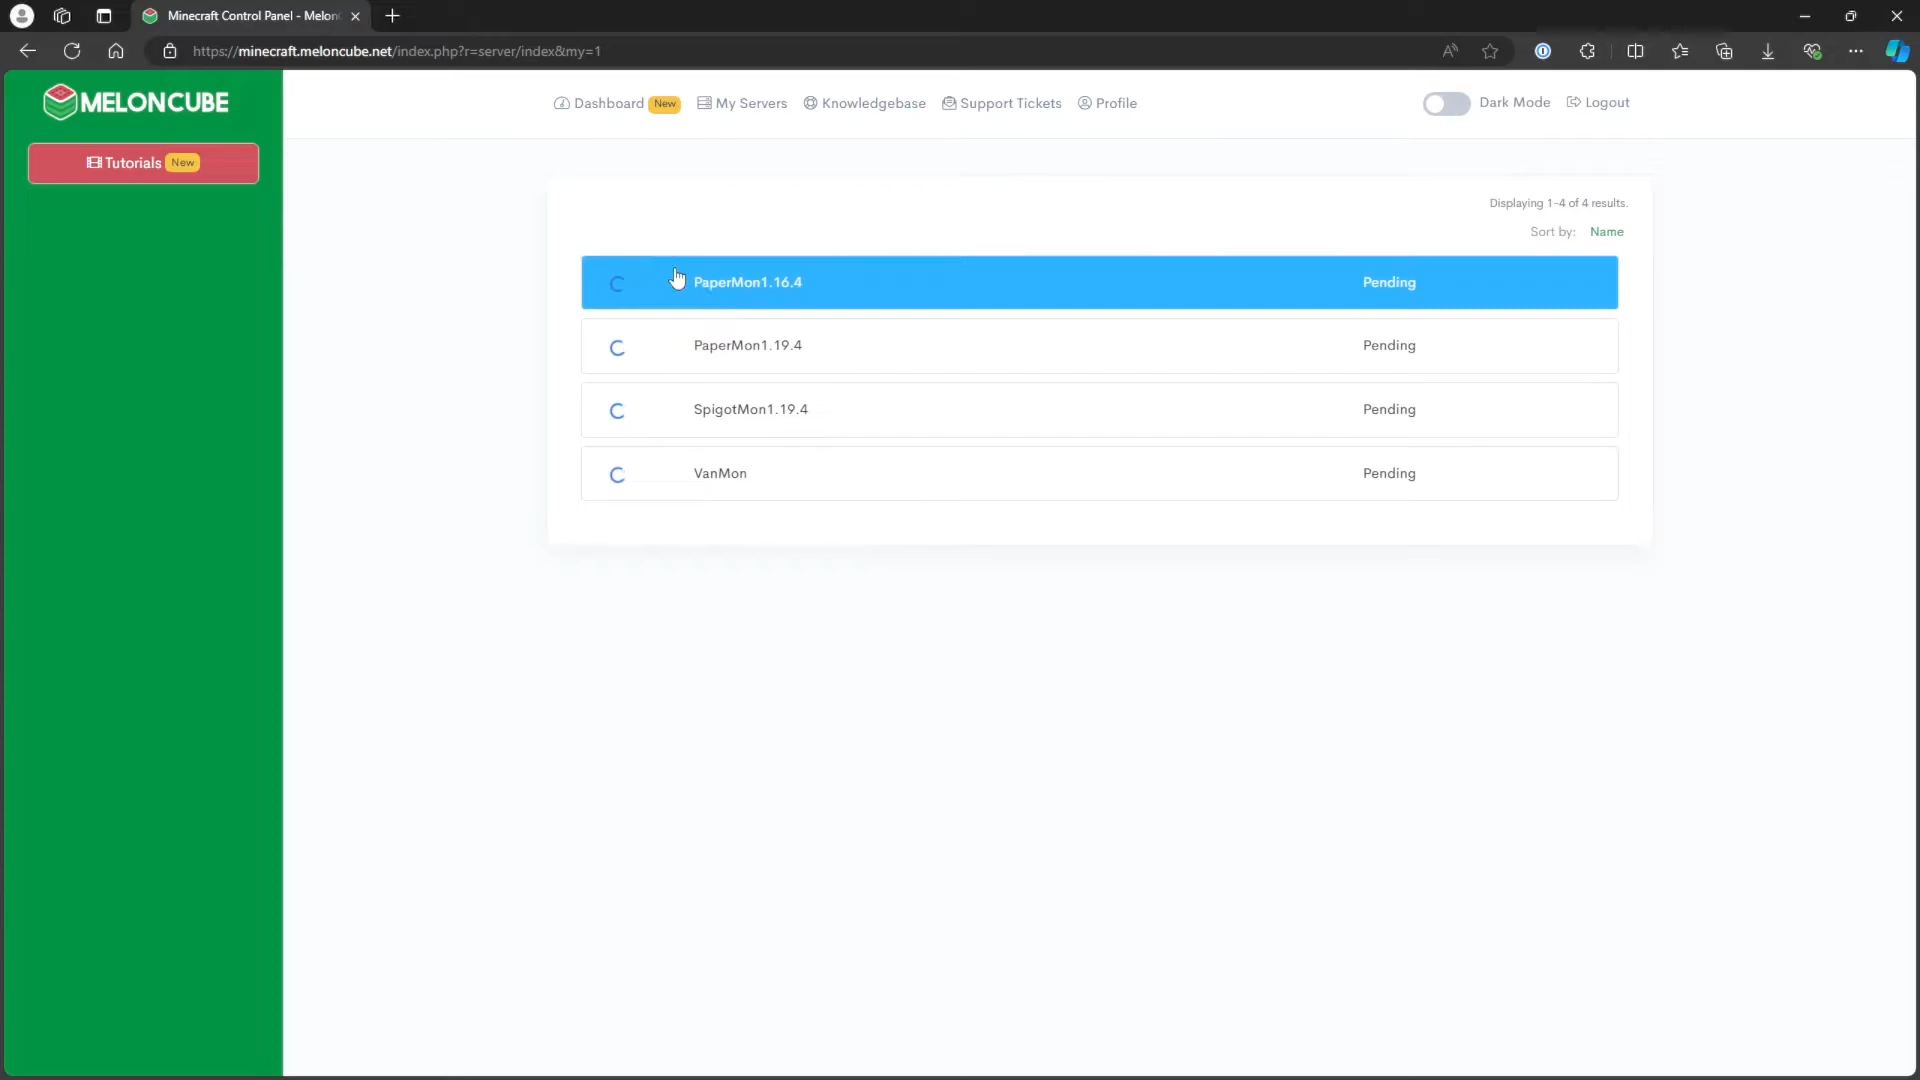 Minecraft Control Panel - Melon
https://minecraft.meloncube.net/index.php?r=server/index&my=1
MELONCUBE
Dashboard New My Servers Knowledgebase Support Tickets Profile Dark Mode Logout
Tutorials New
Displaying 1-4 of 4 results.
Sort by: Name
PaperMon1.16.4 Pending
PaperMon1.19.4 Pending
SpigotMon1.19.4 Pending
VanMon Pending